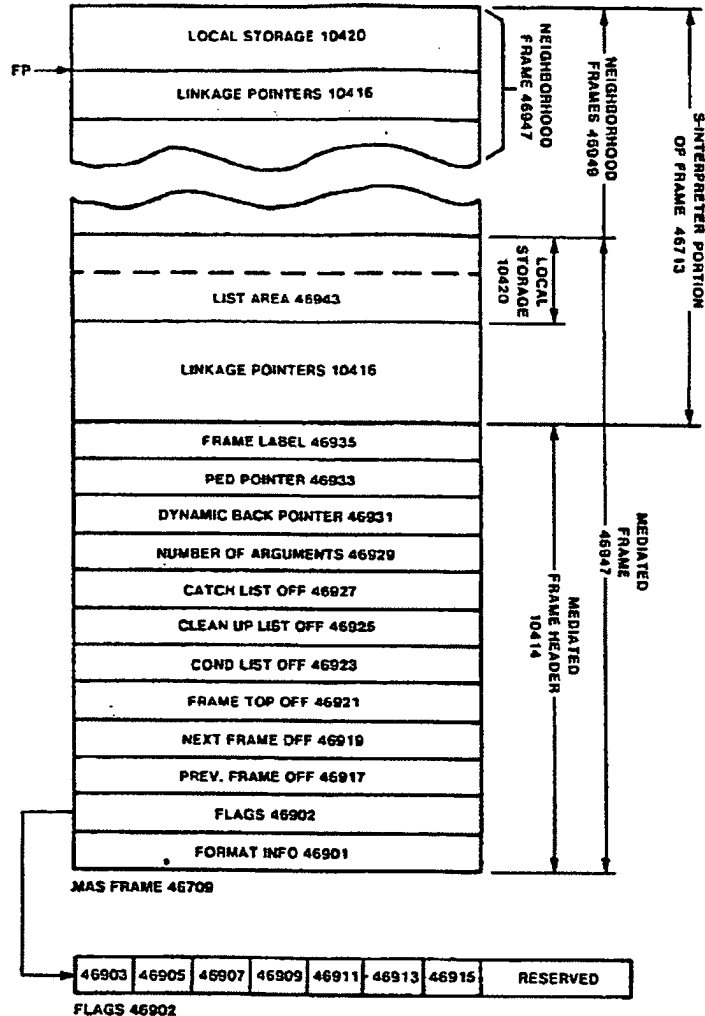 LOCAL STORAGE 10420
FP
LINKAGE POINTERS 10416
NEIGHBORHOOD
FRAME 46947
NEIGHBORHOOD
FRAMES 46949
S-INTERPRETER PORTION
OF FRAME 46713
LIST AREA 46943
LOCAL
STORAGE
10420
LINKAGE POINTERS 10416
FRAME LABEL 46935
PED POINTER 46933
DYNAMIC BACK POINTER 46931
NUMBER OF ARGUMENTS 46929
CATCH LIST OFF 46927
CLEAN UP LIST OFF 46925
COND LIST OFF 46923
FRAME TOP OFF 46921
NEXT FRAME OFF 46919
PREV. FRAME OFF 46917
FLAGS 46902
FORMAT INFO 46901
MEDIATED
FRAME HEADER
10414
MEDIATED
FRAME
46947
MAS FRAME 46709
46903 46905 46907 46909 46911 46913 46915 RESERVED
FLAGS 46902